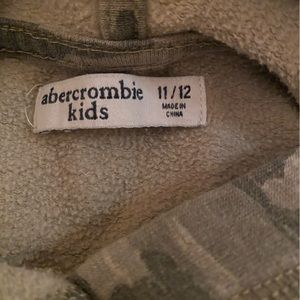 abercrombie
kids
11/12
MADE IN
CHINA